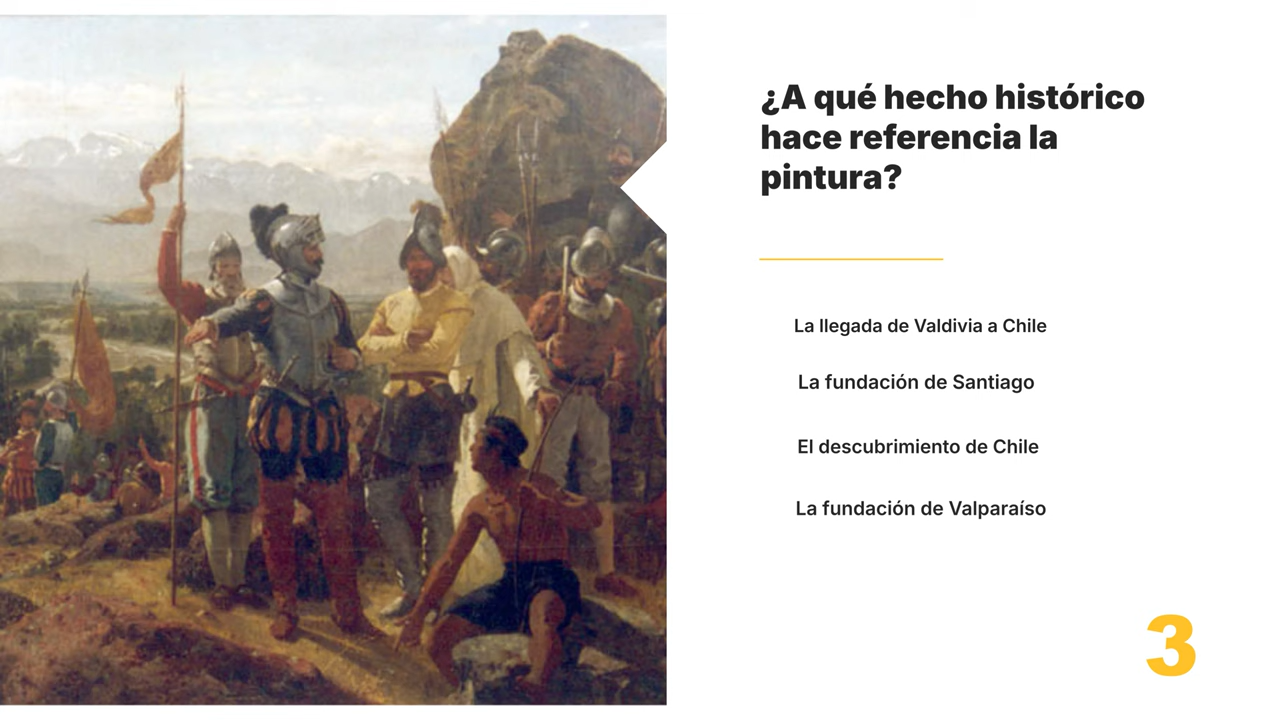 ¿A qué hecho histórico
hace referencia la
pintura?
La llegada de Valdivia a Chile
La fundación de Santiago
El descubrimiento de Chile
La fundación de Valparaíso
3